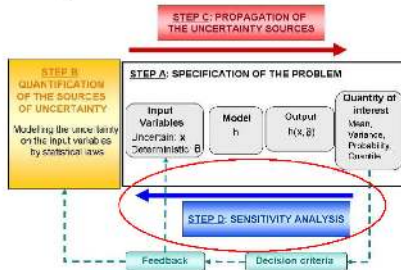 STEP C: PROPAGATION OF
THE UNCERTAINTY SOURCES
STEP B
QUANTIFICATION
OF THE SOURCES
OF UNCERTAINTY
Modelling the uncertainty
on the input variables
by statistical laws
STEP A: SPECIFICATION OF THE PROBLEM
Input
Variables
Uncertain: x
Deterministic
Model
h
Output
Quantity of
interest
Mean,
Variance,
Probability,
Quantile
STEP D: SENSITIVITY ANALYSIS
Feedback
Decision criteria